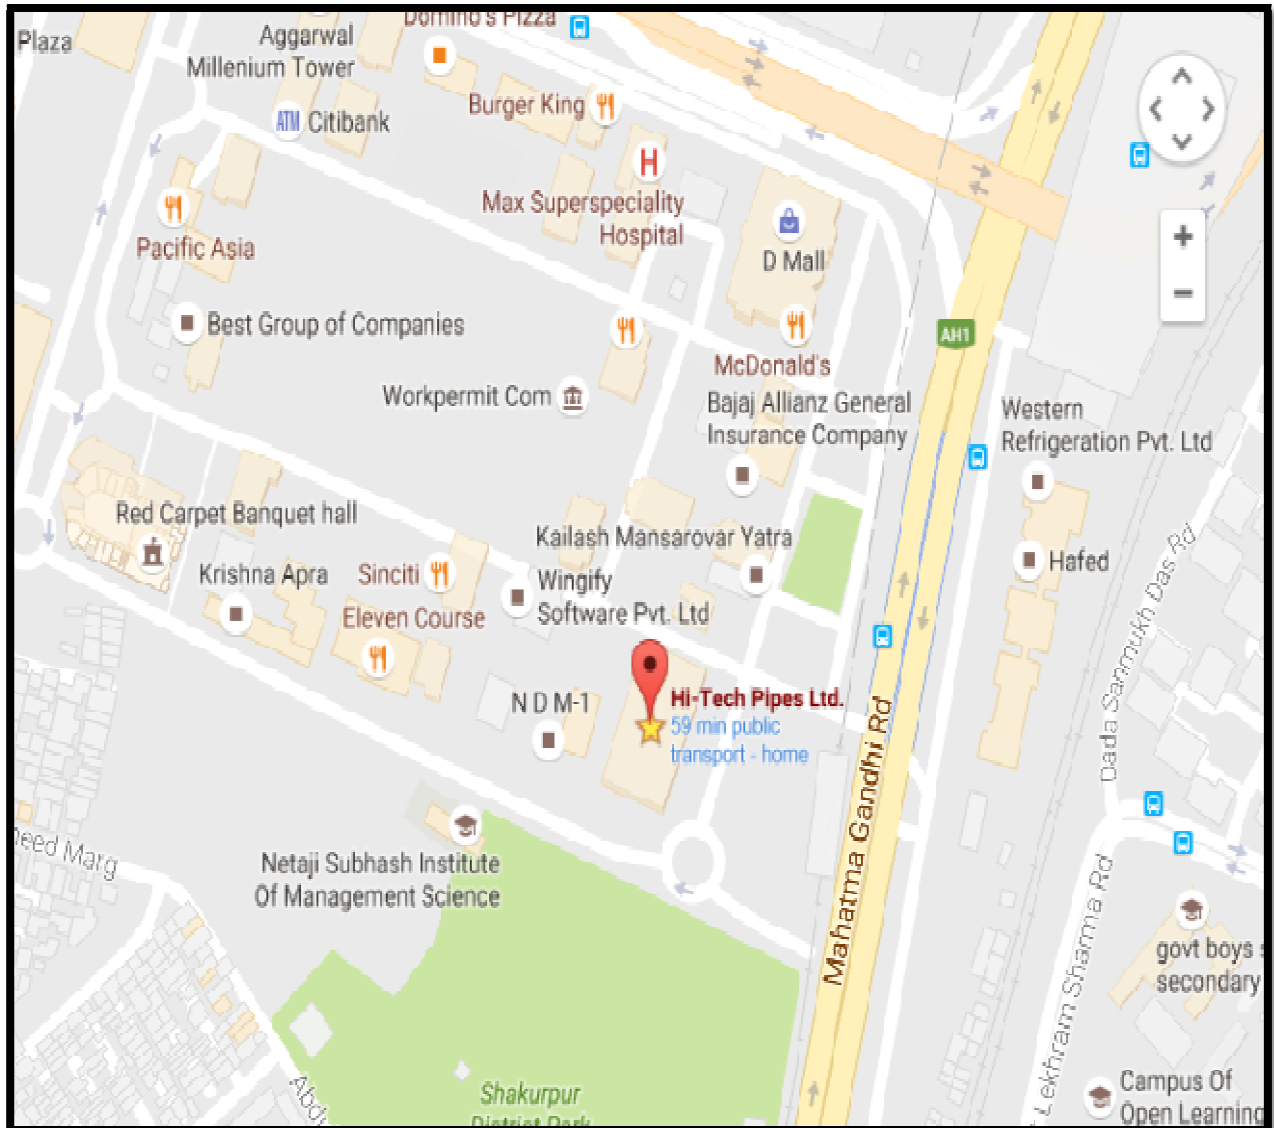 Domino's Pizza
Plaza
Aggarwal
Millenium Tower
Burger King
ATM Citibank
H
Max Superspeciality
Hospital
Pacific Asia
D Mall
Best Group of Companies
AH1
McDonald's
Workpermit Com
Bajaj Allianz General
Insurance Company
Western
Refrigeration Pvt. Ltd
Red Carpet Banquet hall
Kailash Mansarovar Yatra
Krishna Apra
Sinciti
Wingify
Software Pvt. Ltd
Hafed
Eleven Course
Dada Sanmukh Das Rd
N D M-1
Hi-Tech Pipes Ltd.
59 min public
transport - home
Mahatma Gandhi Rd
Netaji Subhash Institute
Of Management Science
heed Marg
govt boys s
secondary
Lekhram Sharma Rd
Abdu
Shakurpur
District Park
Campus Of
Open Learning